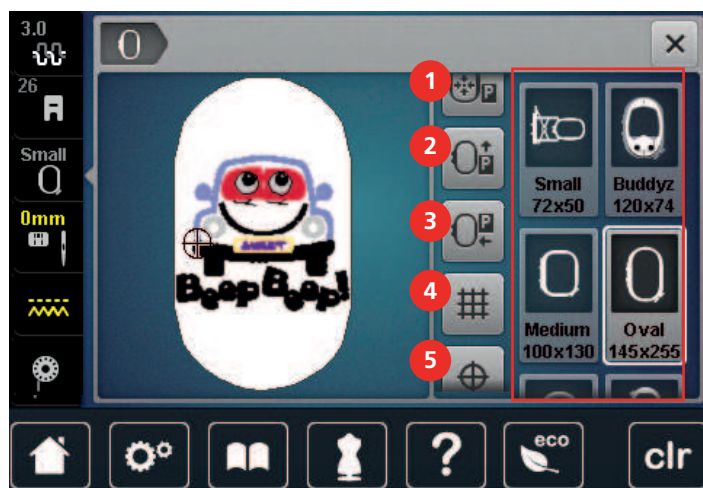 3.0
26
Small
0mm
1
P
2
P
3
P
4
5
Small
72x50
Buddyz
120x74
Medium
100x130
Oval
145x255
Beep Beep!
?
eco
clr